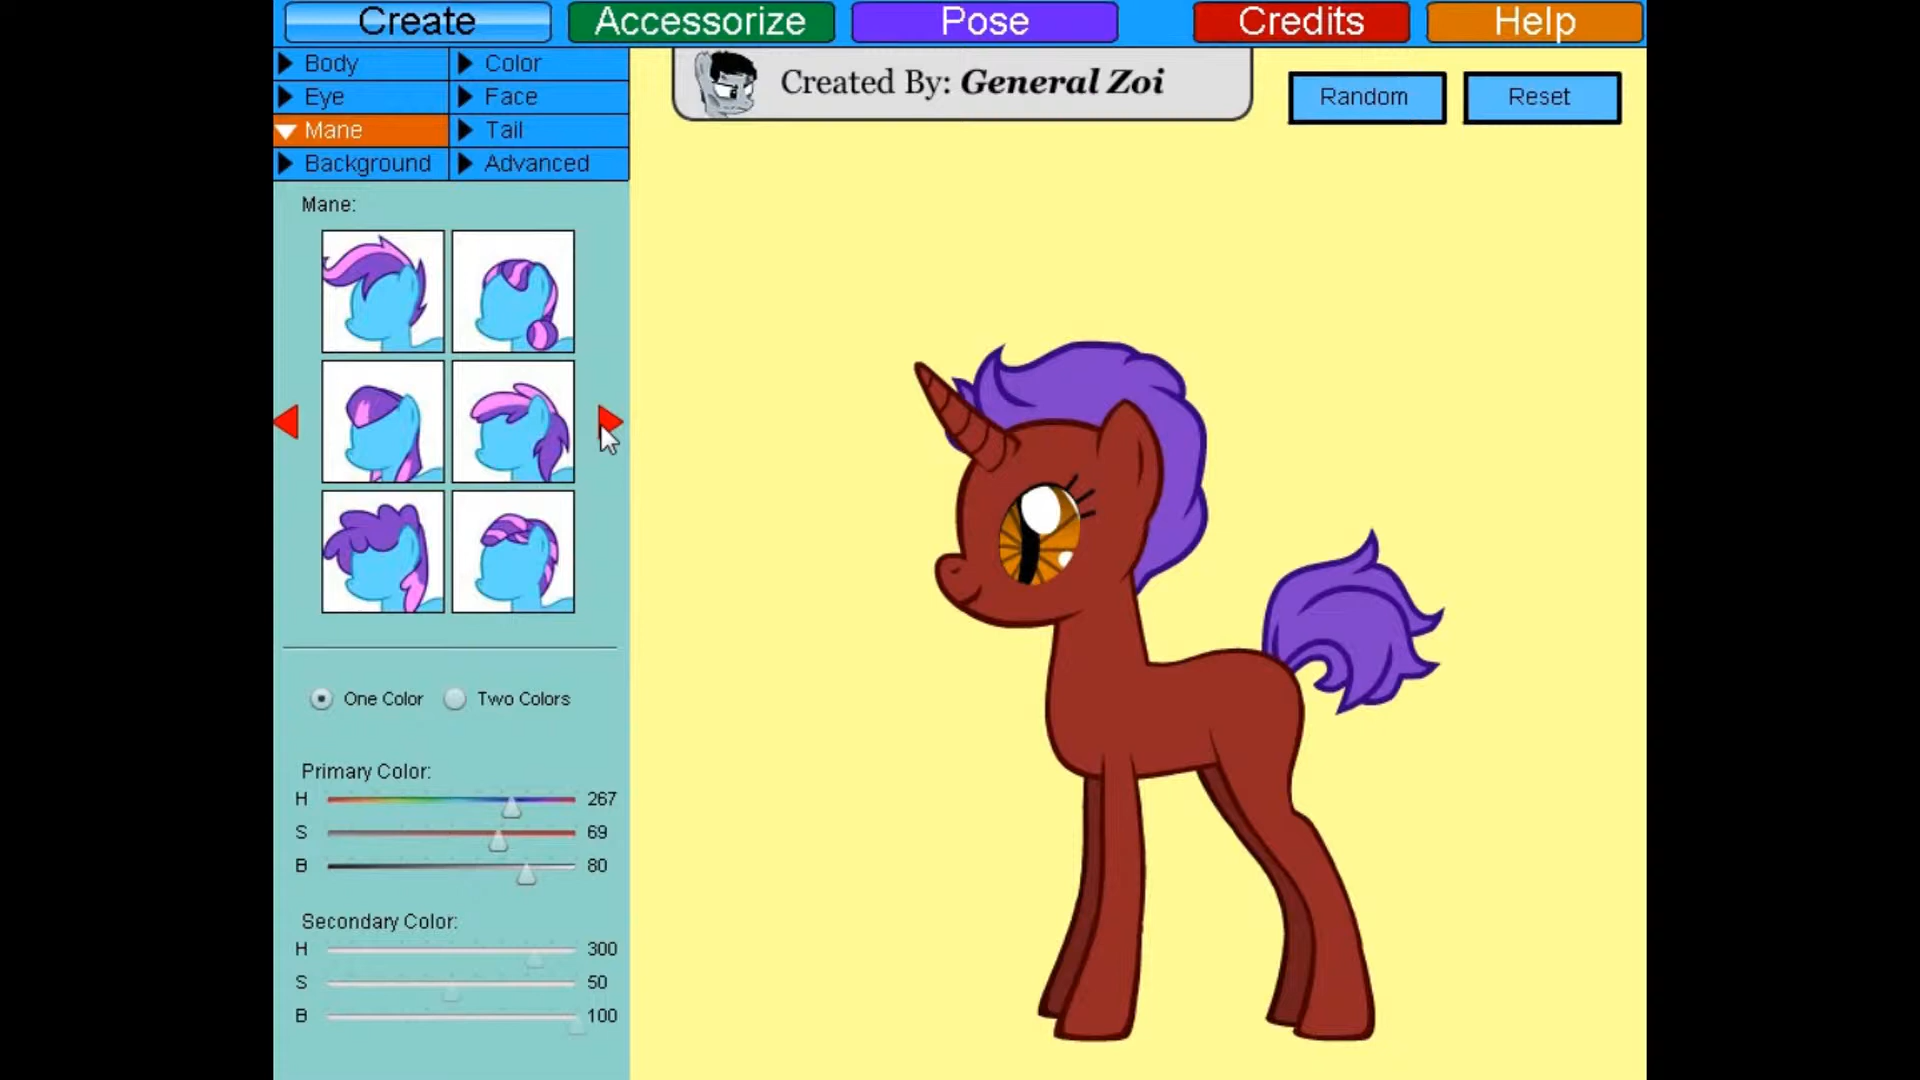 Create Accessorize Pose Credits Help
Body Color
Eye Face
Mane Tail
Background Advanced
Created By: General Zoi
Random Reset
Mane:
One Color Two Colors
Primary Color:
H 267
S 69
B 80
Secondary Color:
H 300
S 50
B 100